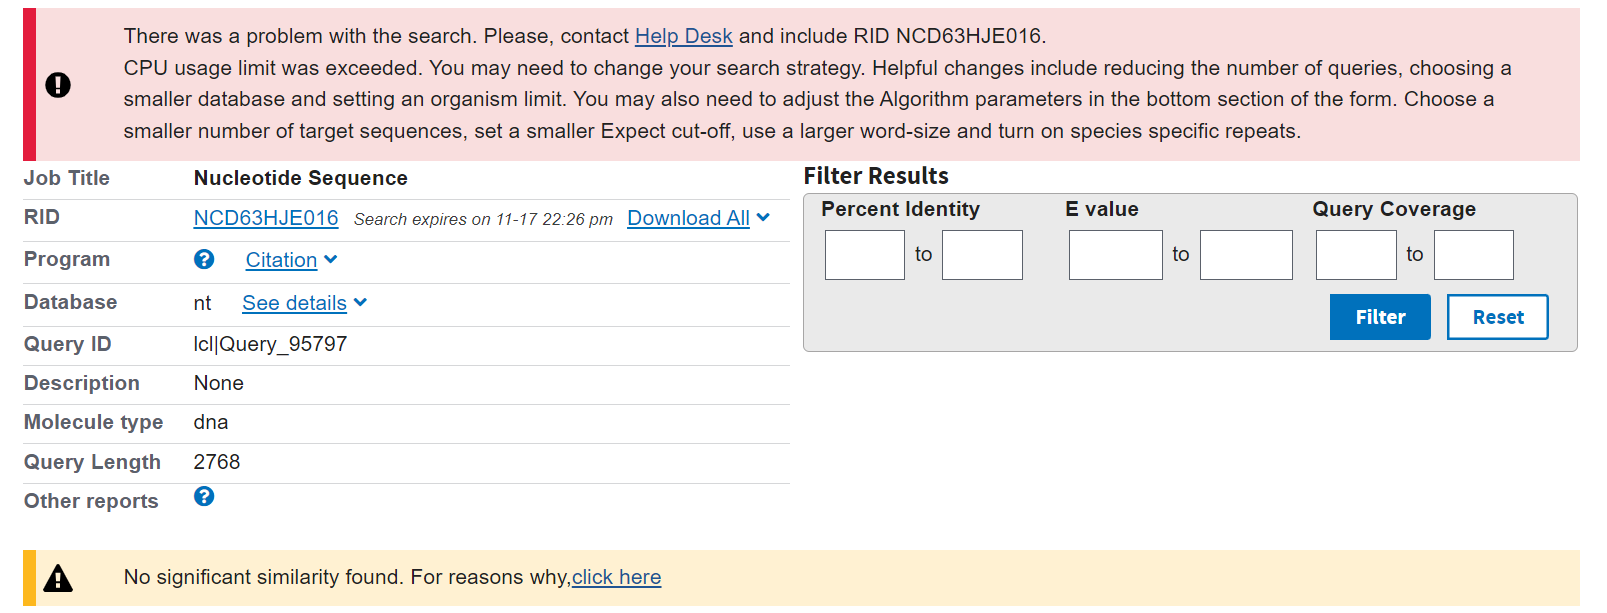 There was a problem with the search. Please, contact Help Desk and include RID NCD63HJE016.
CPU usage limit was exceeded. You may need to change your search strategy. Helpful changes include reducing the number of queries, choosing a
smaller database and setting an organism limit. You may also need to adjust the Algorithm parameters in the bottom section of the form. Choose a
smaller number of target sequences, set a smaller Expect cut-off, use a larger word-size and turn on species specific repeats.
Job Title Nucleotide Sequence
RID NCD63HJE016 Search expires on 11-17 22:26 pm Download All
Program ? Citation
Database nt See details
Query ID lcl|Query_95797
Description None
Molecule type dna
Query Length 2768
Other reports ?
Filter Results
Percent Identity E value Query Coverage
to to to
Filter Reset
No significant similarity found. For reasons why,click here